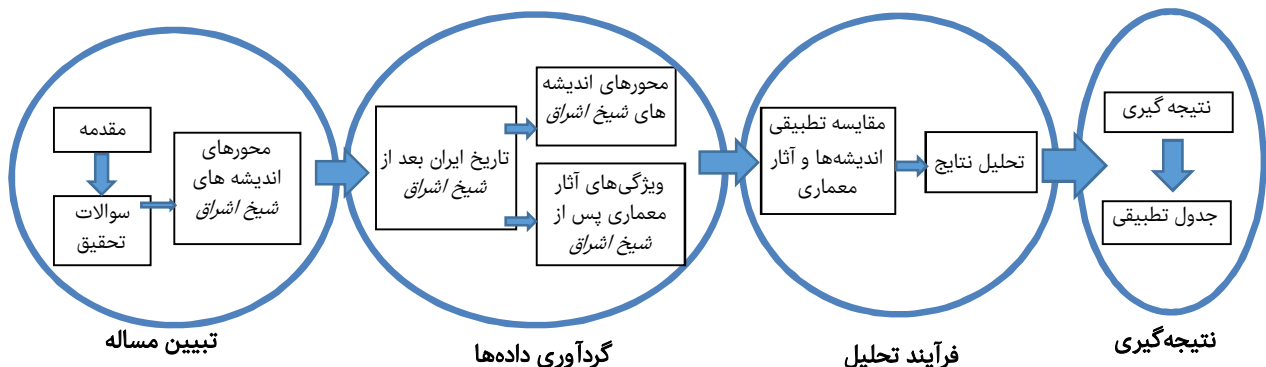 مقدمه
سوالات
تحقیق
محورهای
اندیشه های
شیخ اشراق
تبیین مساله
تاریخ ایران بعد از
شیخ اشراق
محورهای اندیشه
های شیخ اشراق
ویژگی‌های آثار
معماری پس از
شیخ اشراق
گردآوری داده‌ها
مقایسه تطبیقی
اندیشه‌ها و آثار
معماری
تحلیل نتایج
فرآیند تحلیل
نتیجه گیری
جدول تطبیقی
نتیجه‌گیری